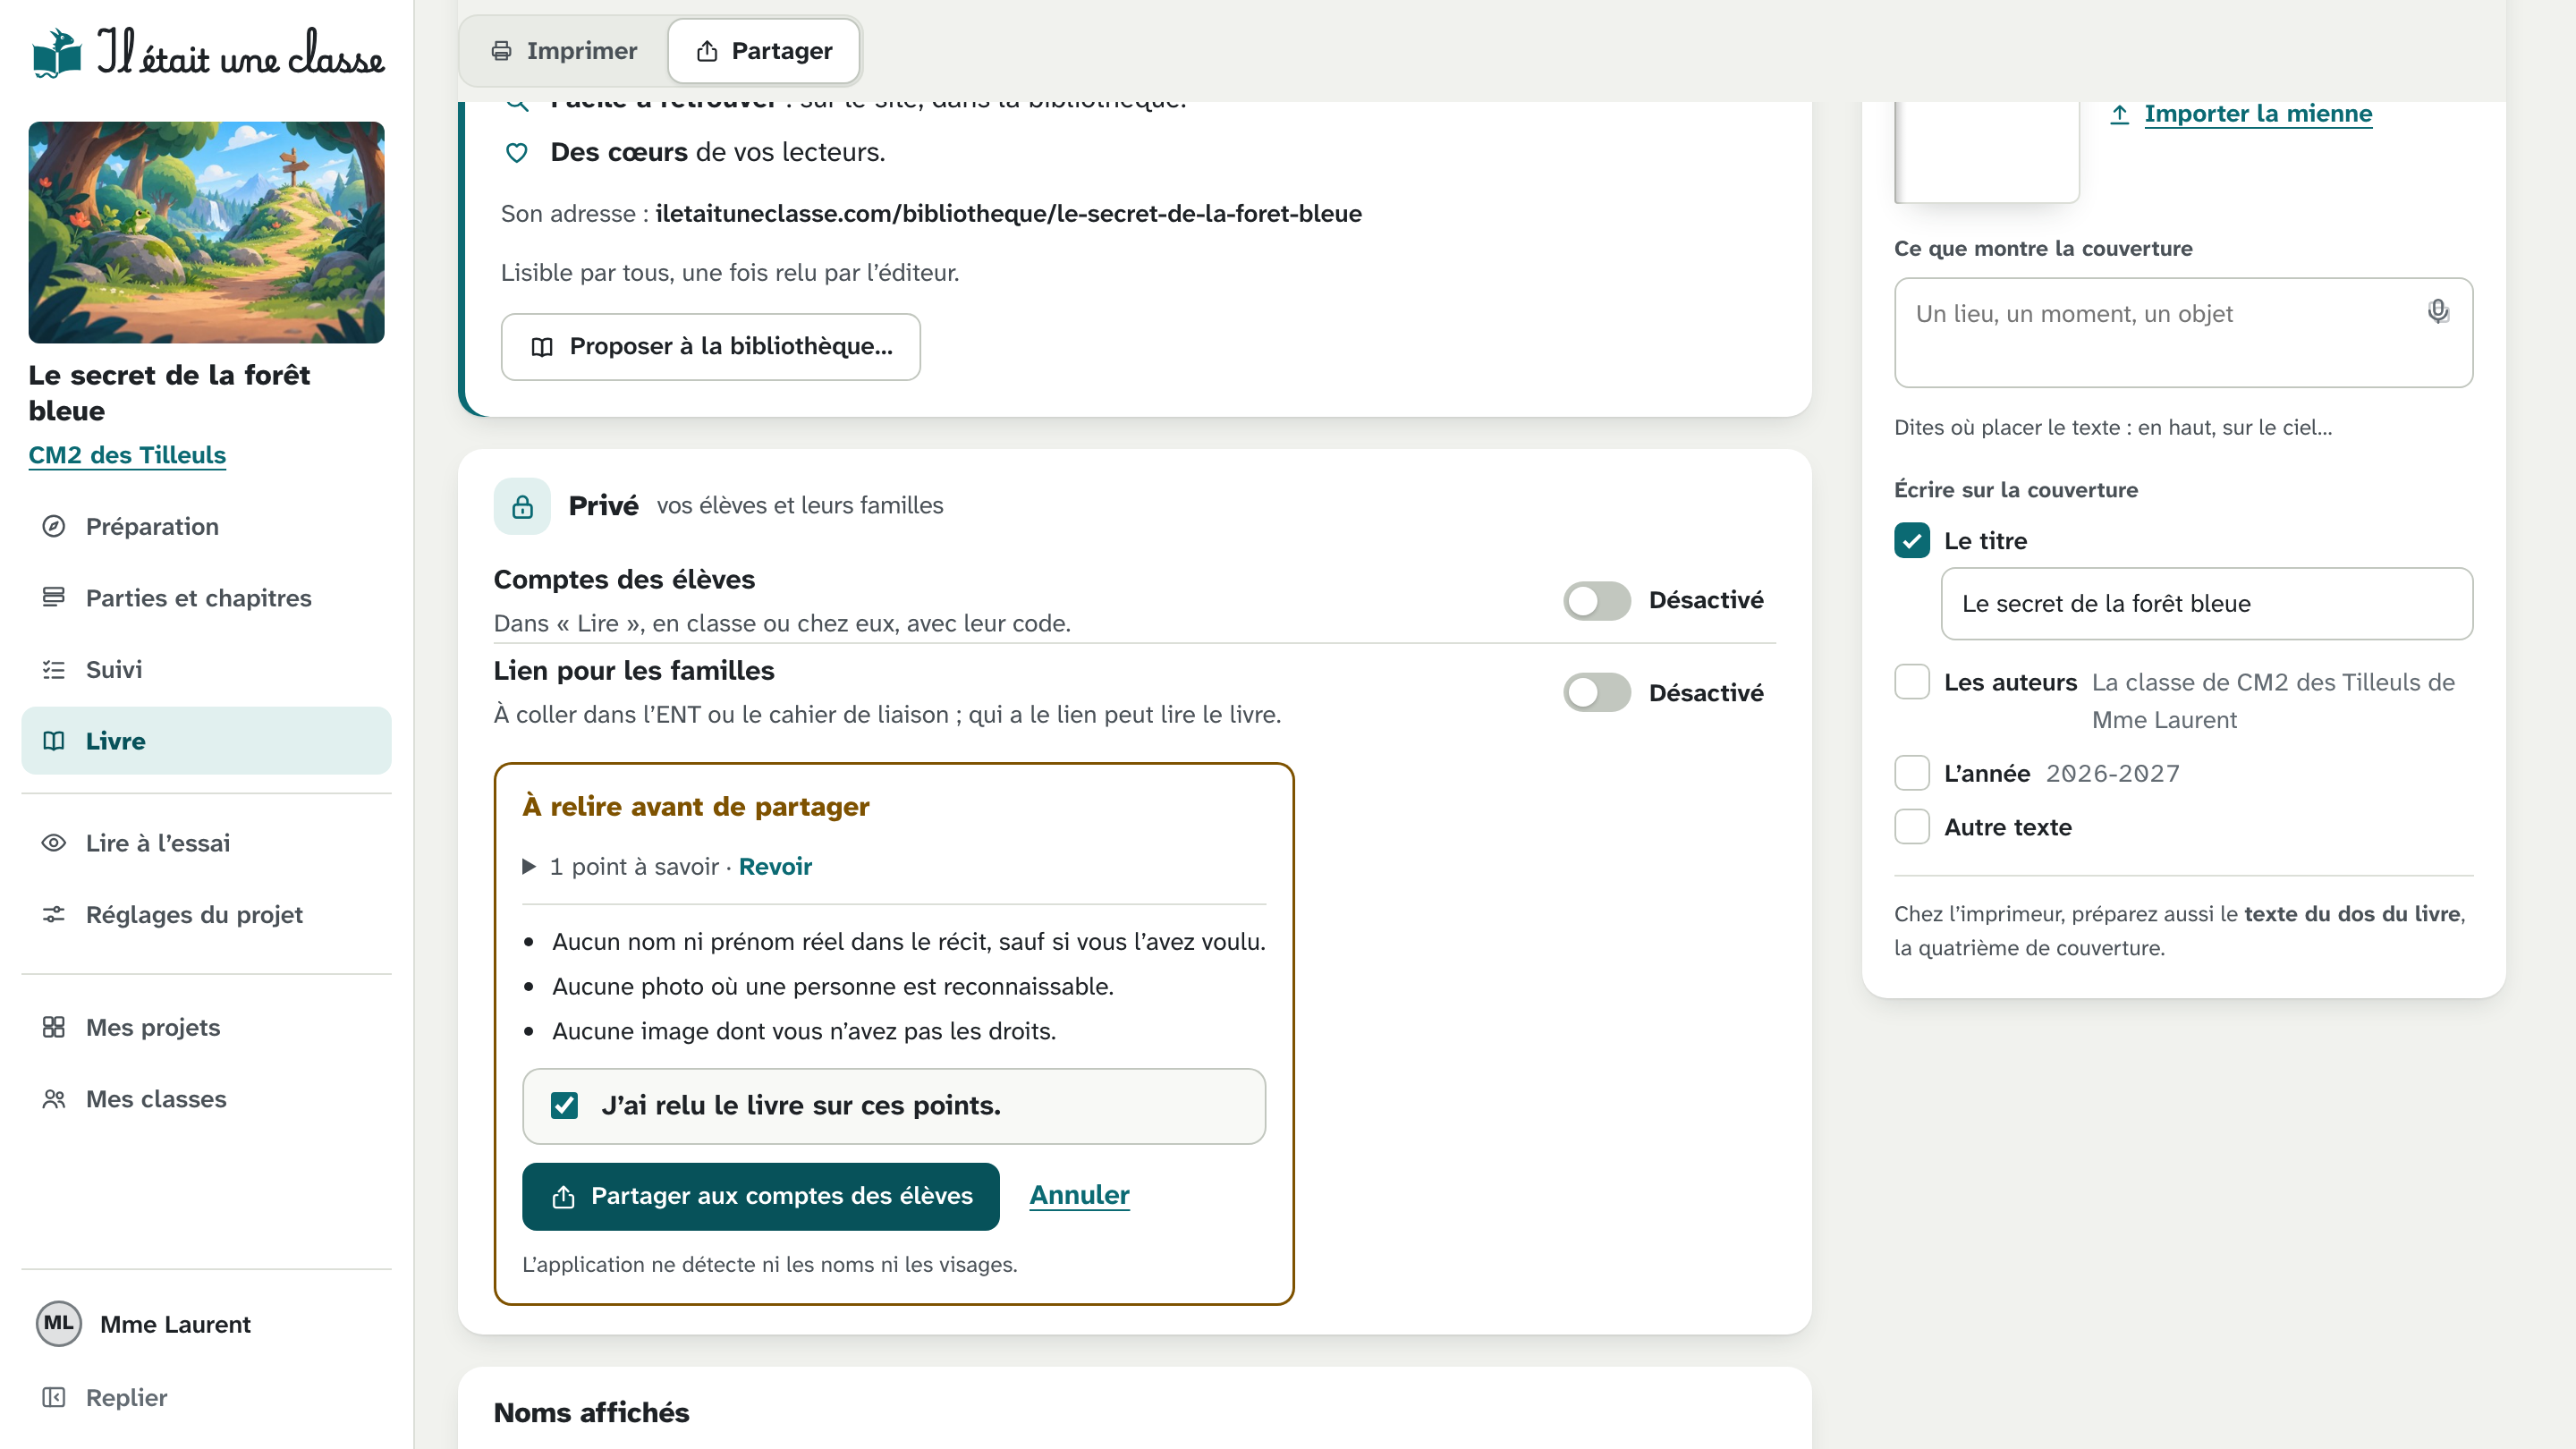 Il était une classe
Le secret de la forêt
bleue
CM2 des Tilleuls
Préparation
Parties et chapitres
Suivi
Livre
Lire à l’essai
Réglages du projet
Mes projets
Mes classes
ML Mme Laurent
Replier
Imprimer
Partager
Facile à retrouver : sur le site, dans la bibliothèque.
Des cœurs de vos lecteurs.
Son adresse : iletaituneclasse.com/bibliotheque/le-secret-de-la-foret-bleue
Lisible par tous, une fois relu par l’éditeur.
Proposer à la bibliothèque...
Privé vos élèves et leurs familles
Comptes des élèves
Dans « Lire », en classe ou chez eux, avec leur code.
Désactivé
Lien pour les familles
À coller dans l’ENT ou le cahier de liaison ; qui a le lien peut lire le livre.
Désactivé
À relire avant de partager
1 point à savoir · Revoir
• Aucun nom ni prénom réel dans le récit, sauf si vous l’avez voulu.
• Aucune photo où une personne est reconnaissable.
• Aucune image dont vous n’avez pas les droits.
J’ai relu le livre sur ces points.
Partager aux comptes des élèves
Annuler
L’application ne détecte ni les noms ni les visages.
Noms affichés
Importer la mienne
Ce que montre la couverture
Un lieu, un moment, un objet
Dites où placer le texte : en haut, sur le ciel...
Écrire sur la couverture
Le titre
Le secret de la forêt bleue
Les auteurs La classe de CM2 des Tilleuls de
Mme Laurent
L’année 2026-2027
Autre texte
Chez l’imprimeur, préparez aussi le texte du dos du livre,
la quatrième de couverture.